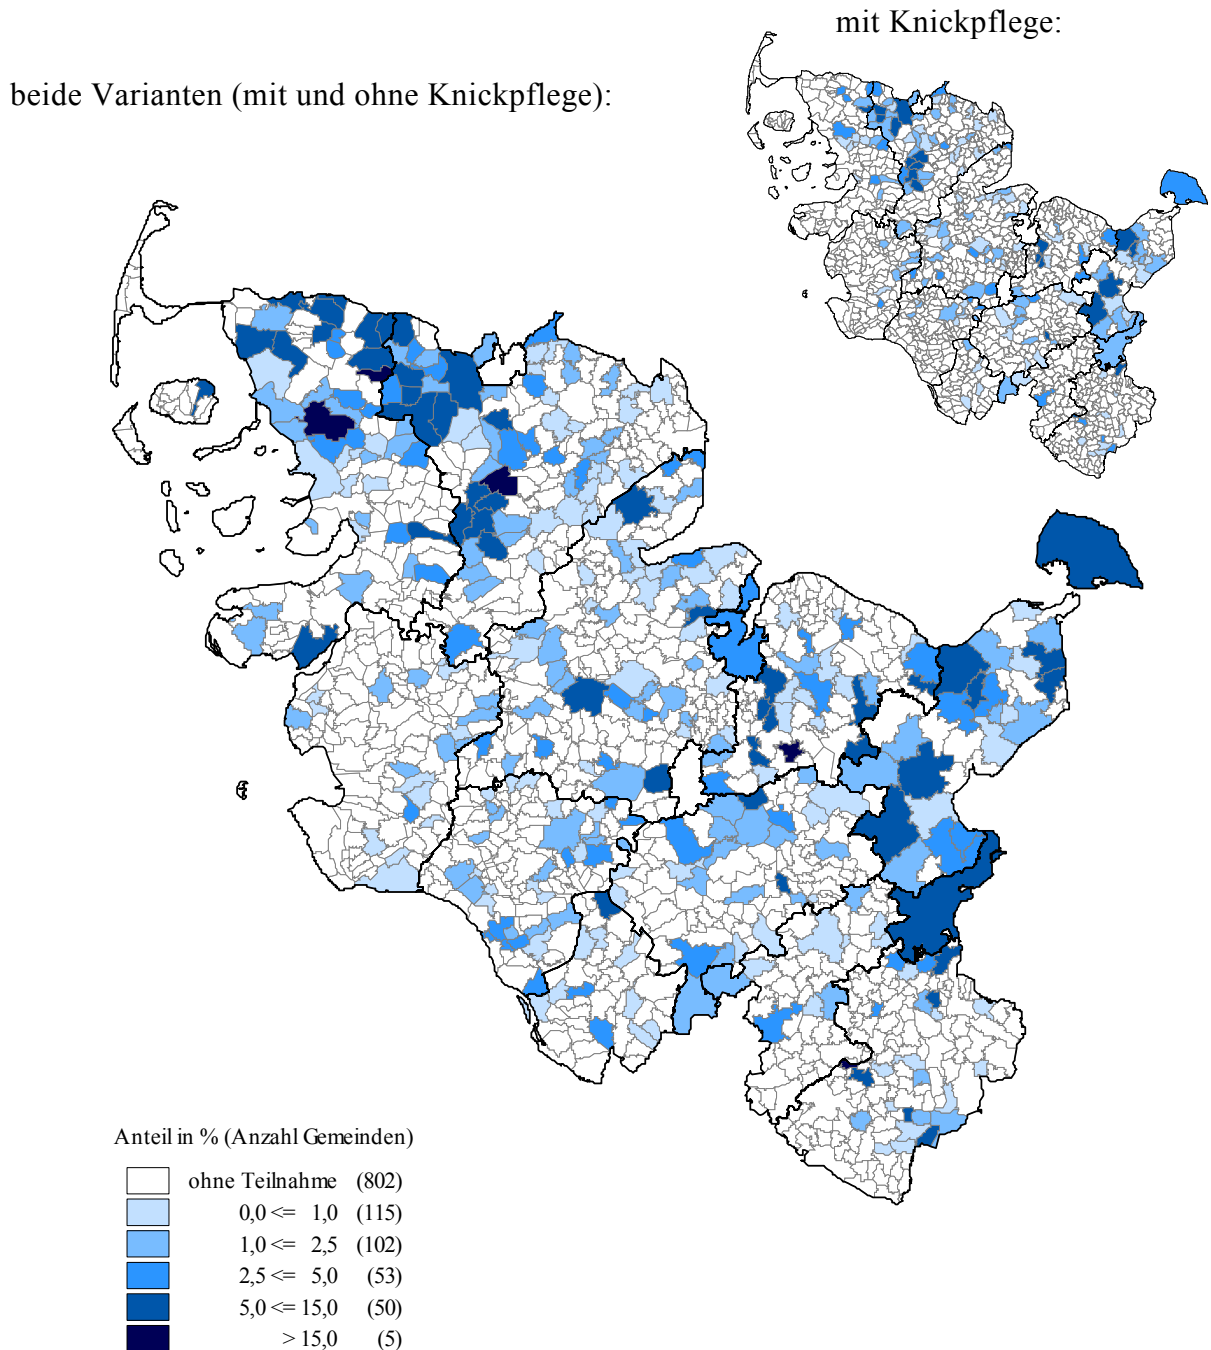 mit Knickpflege:
beide Varianten (mit und ohne Knickpflege):
Anteil in % (Anzahl Gemeinden)
ohne Teilnahme (802)
0,0 <= 1,0 (115)
1,0 <= 2,5 (102)
2,5 <= 5,0 (53)
5,0 <= 15,0 (50)
> 15,0 (5)